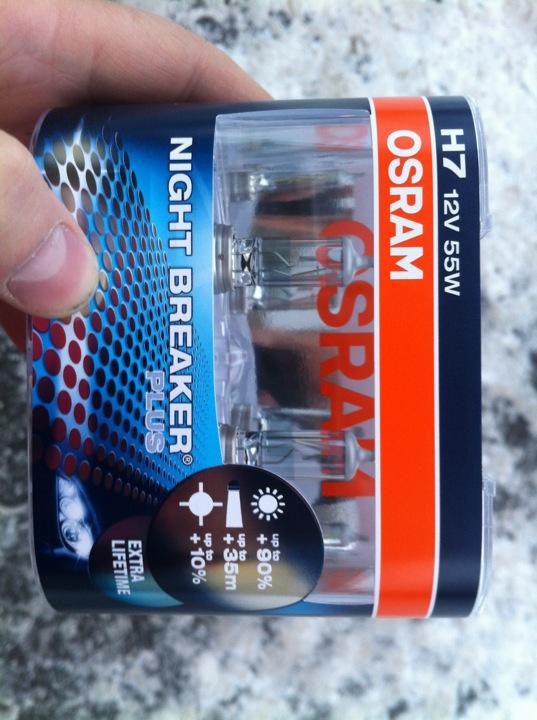 H7 12V 55W
OSRAM
OSRAM
NIGHT BREAKER®
PLUS
up to
+90%
up to
+35m
up to
+10%
EXTRA
LIFETIME